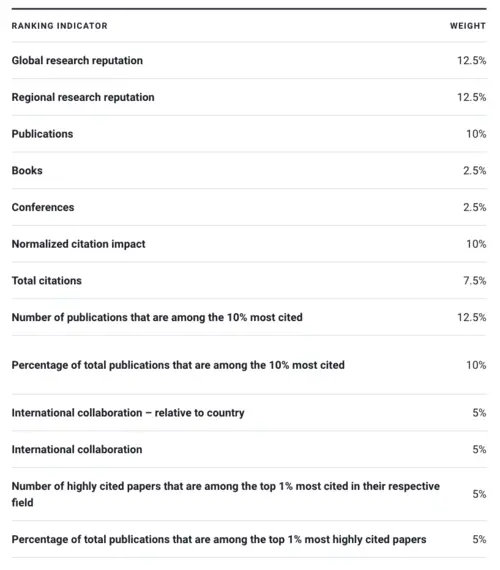 RANKING INDICATOR WEIGHT
Global research reputation 12.5%
Regional research reputation 12.5%
Publications 10%
Books 2.5%
Conferences 2.5%
Normalized citation impact 10%
Total citations 7.5%
Number of publications that are among the 10% most cited 12.5%
Percentage of total publications that are among the 10% most cited 10%
International collaboration – relative to country 5%
International collaboration 5%
Number of highly cited papers that are among the top 1% most cited in their respective
field 5%
Percentage of total publications that are among the top 1% most highly cited papers 5%